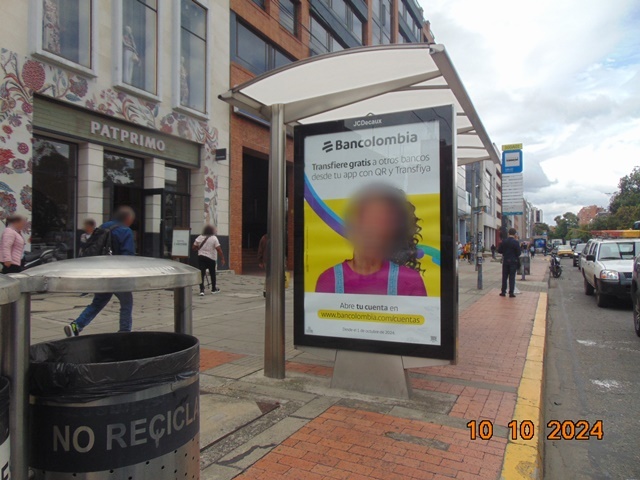 PATPRIMO
JCDecaux
Bancolombia
Transfiere gratis a otros bancos
desde tu app con QR y Transfiya
Abre tu cuenta en
www.bancolombia.com/cuentas
NO RECICLA
10 10 2024